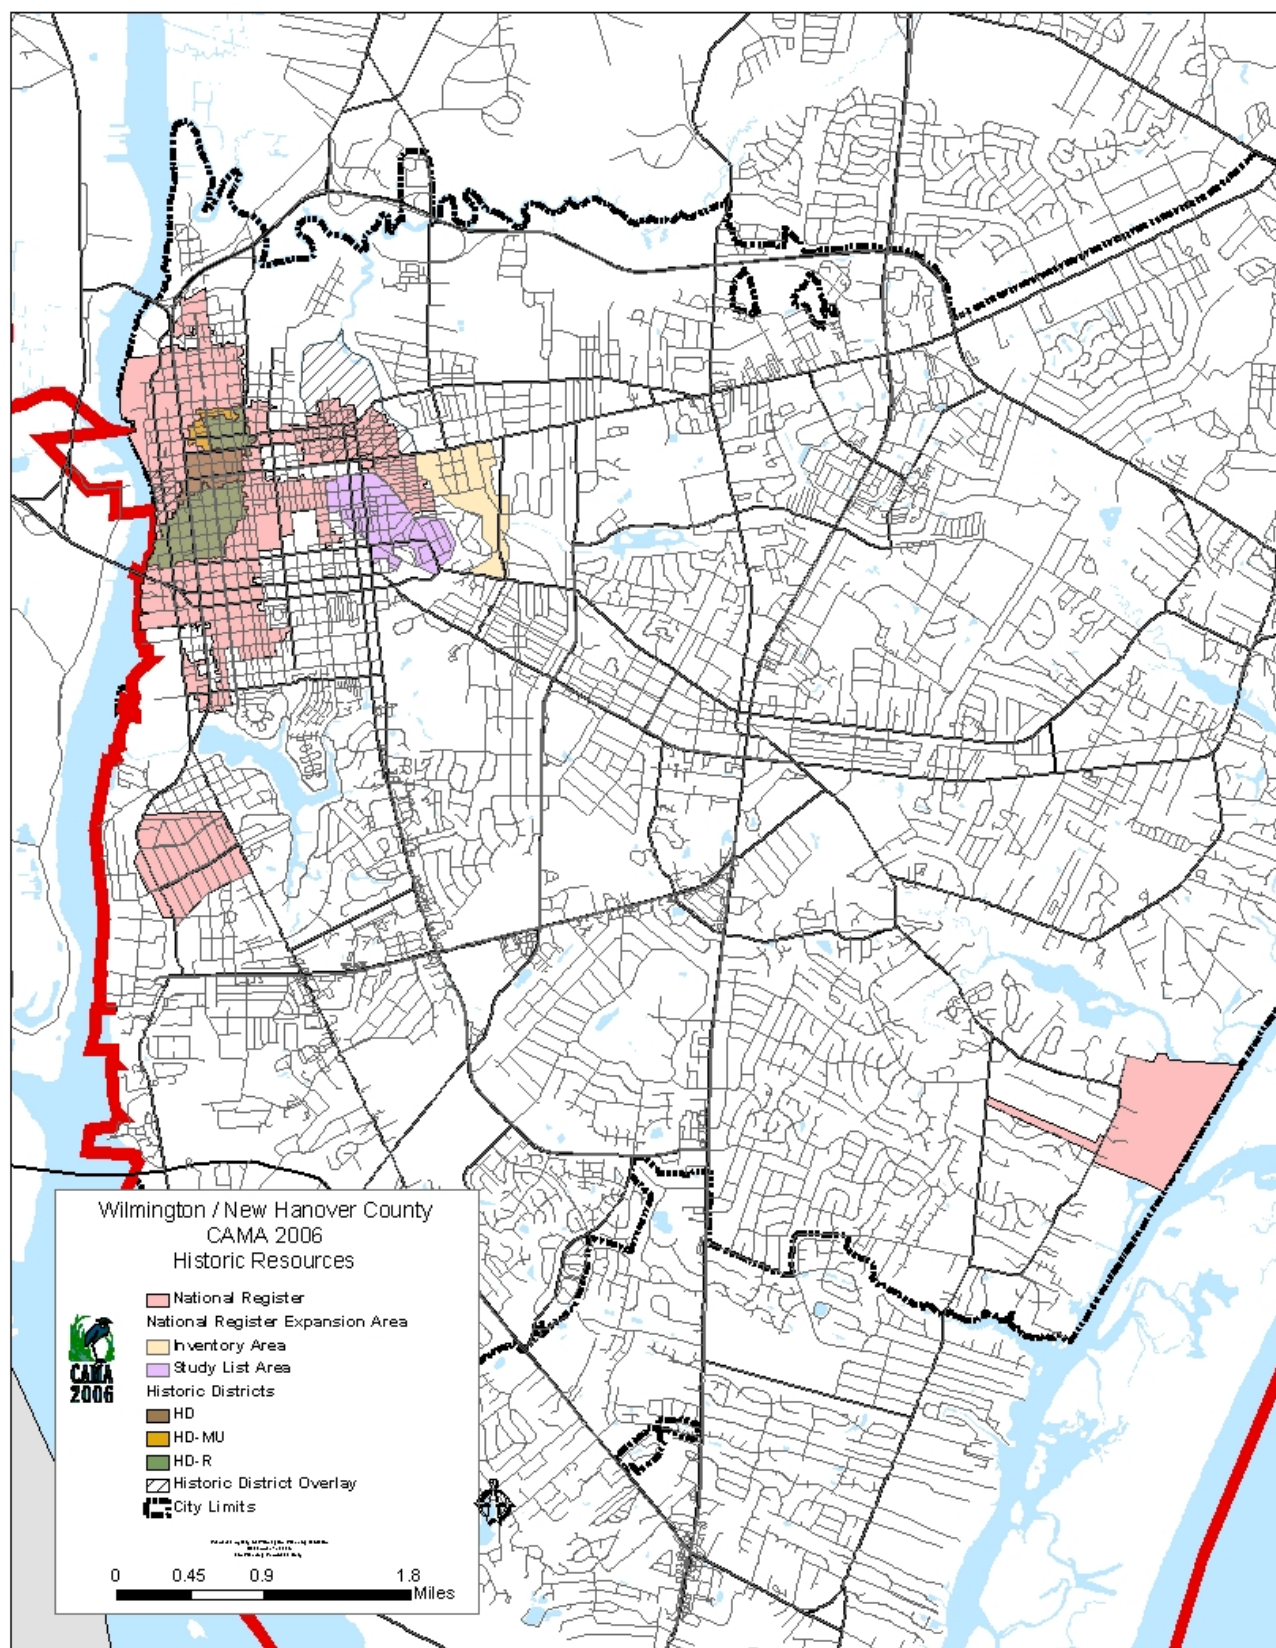 Wilmington / New Hanover County
CAMA 2006
Historic Resources
National Register
National Register Expansion Area
Inventory Area
Study List Area
Historic Districts
HD
HD-MU
HD-R
Historic District Overlay
City Limits
CAMA
2006
0 0.45 0.9 1.8
Miles